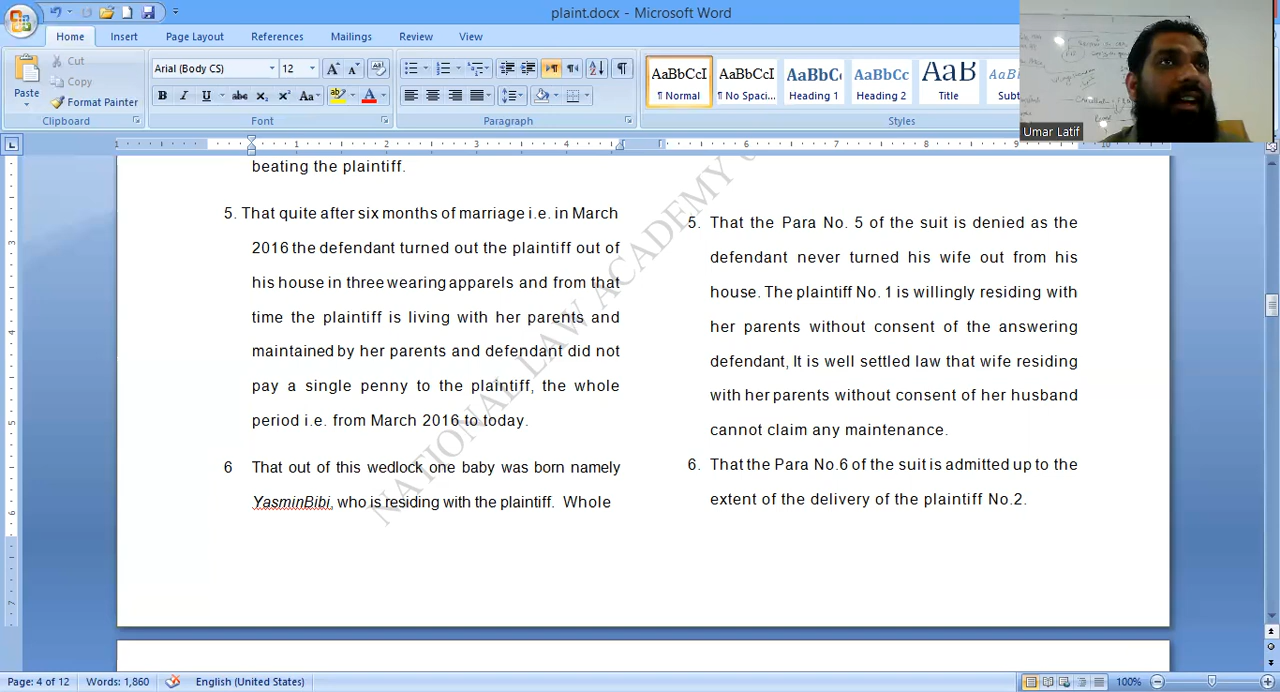 plaint.docx - Microsoft Word
Home Insert Page Layout References Mailings Review View
Paste
Cut
Copy
Format Painter
Arial (Body CS) 12
AaBbCcI AaBbCcI AaBbC AaBbCc AaB
¶ Normal ¶ No Spaci... Heading 1 Heading 2 Title
Clipboard Font Paragraph Styles
Umar Latif
beating the plaintiff.
5. That quite after six months of marriage i.e. in March
2016 the defendant turned out the plaintiff out of
his house in three wearing apparels and from that
time the plaintiff is living with her parents and
maintained by her parents and defendant did not
pay a single penny to the plaintiff, the whole
period i.e. from March 2016 to today.
6 That out of this wedlock one baby was born namely
YasminBibi, who is residing with the plaintiff. Whole
5. That the Para No. 5 of the suit is denied as the
defendant never turned his wife out from his
house. The plaintiff No. 1 is willingly residing with
her parents without consent of the answering
defendant, It is well settled law that wife residing
with her parents without consent of her husband
cannot claim any maintenance.
6. That the Para No.6 of the suit is admitted up to the
extent of the delivery of the plaintiff No.2.
NATIONAL LAW ACADEMY
Page: 4 of 12 Words: 1,860 English (United States) 100%